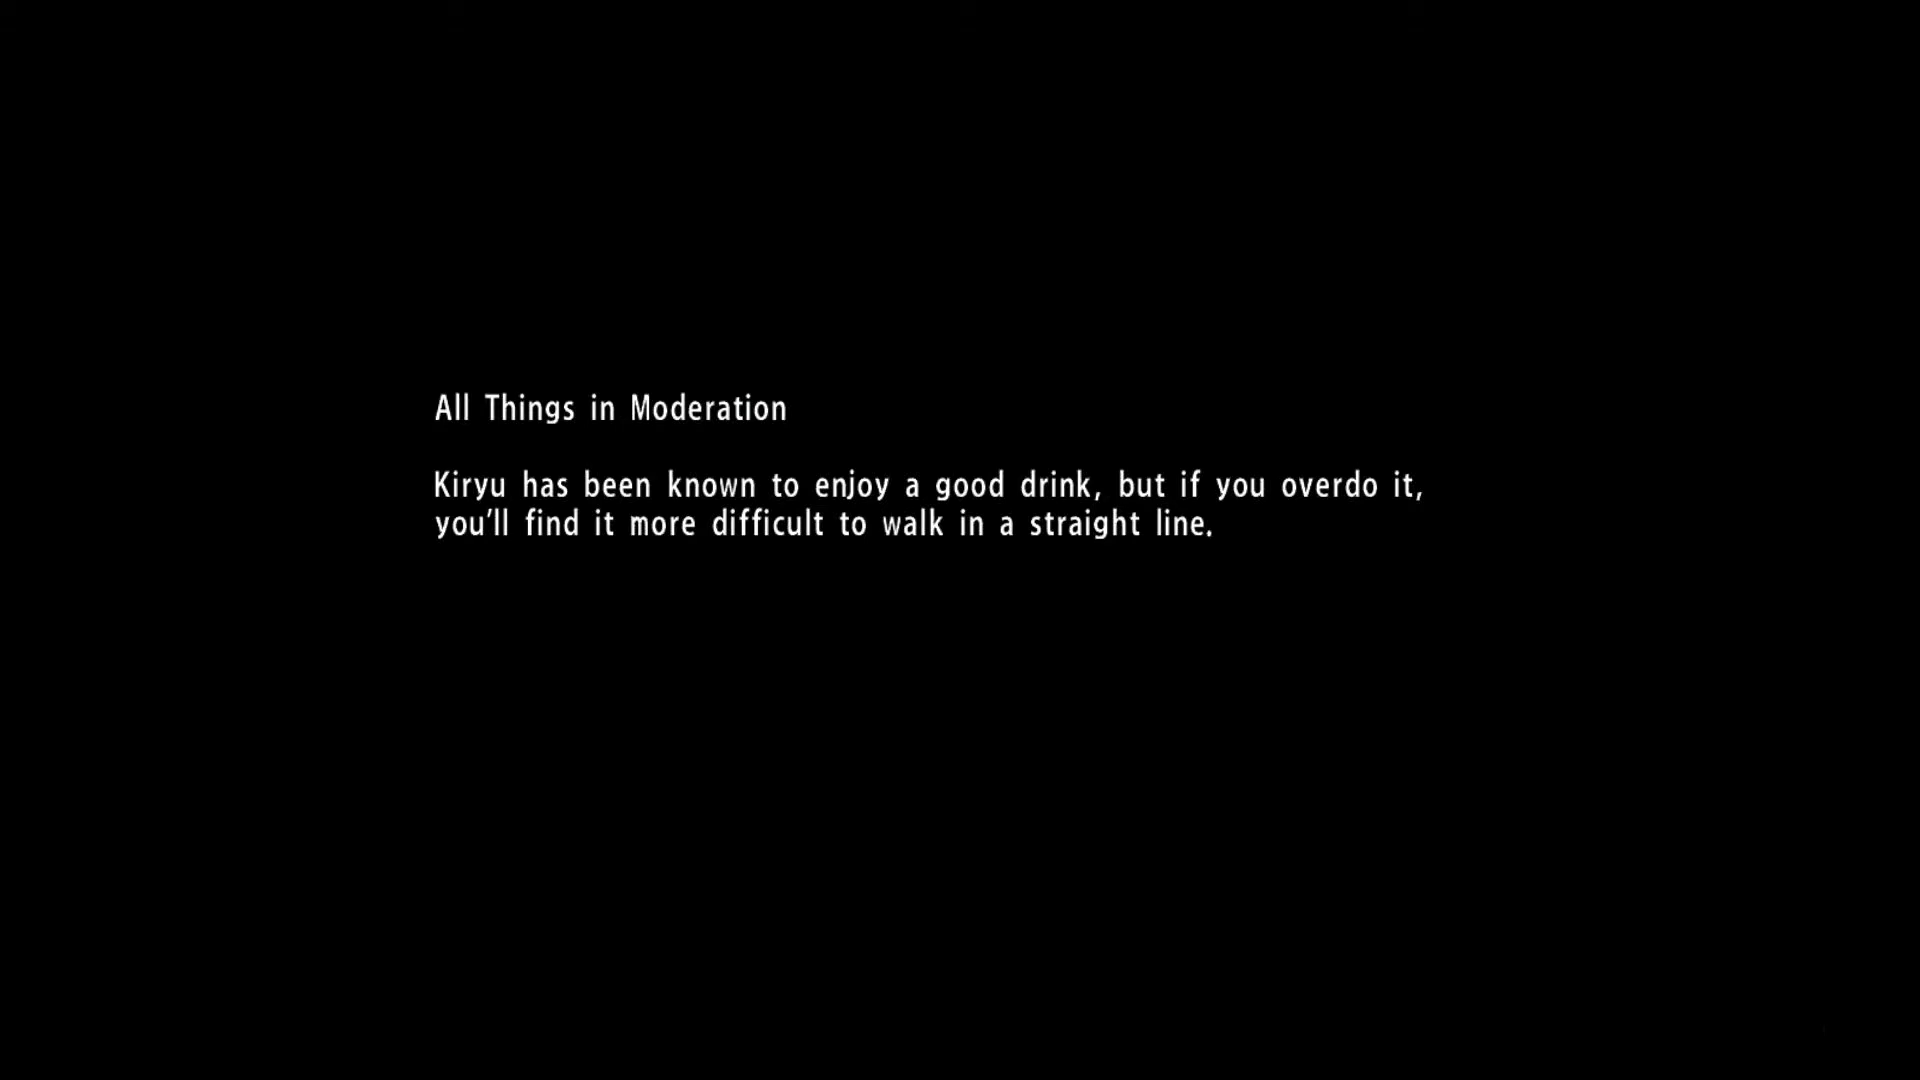 All Things in Moderation
Kiryu has been known to enjoy a good drink, but if you overdo it,
you'll find it more difficult to walk in a straight line.